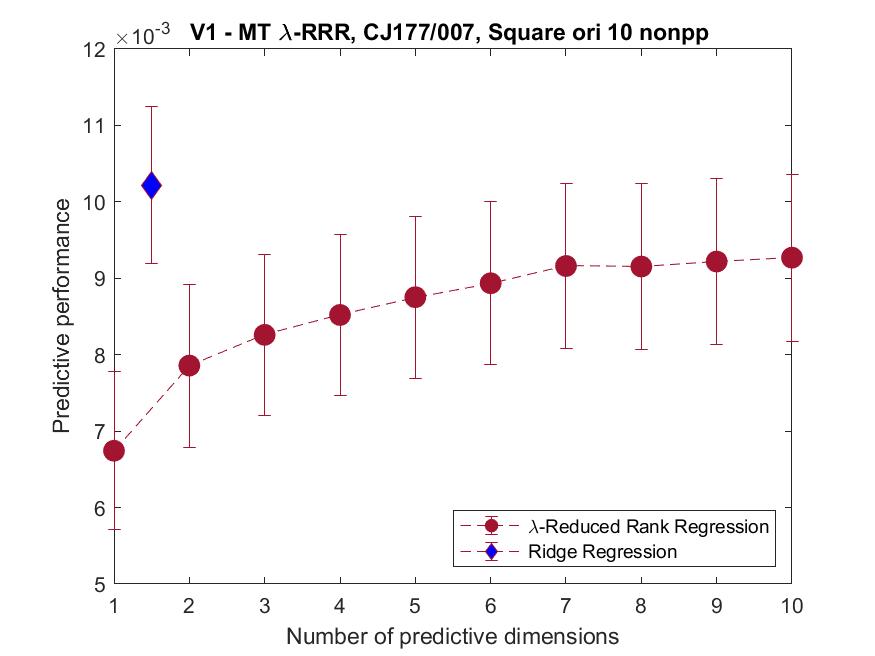 ×10⁻³
V1 - MT λ-RRR, CJ177/007, Square ori 10 nonpp
12
11
10
9
8
7
6
5
Predictive performance
λ-Reduced Rank Regression
Ridge Regression
1 2 3 4 5 6 7 8 9 10
Number of predictive dimensions